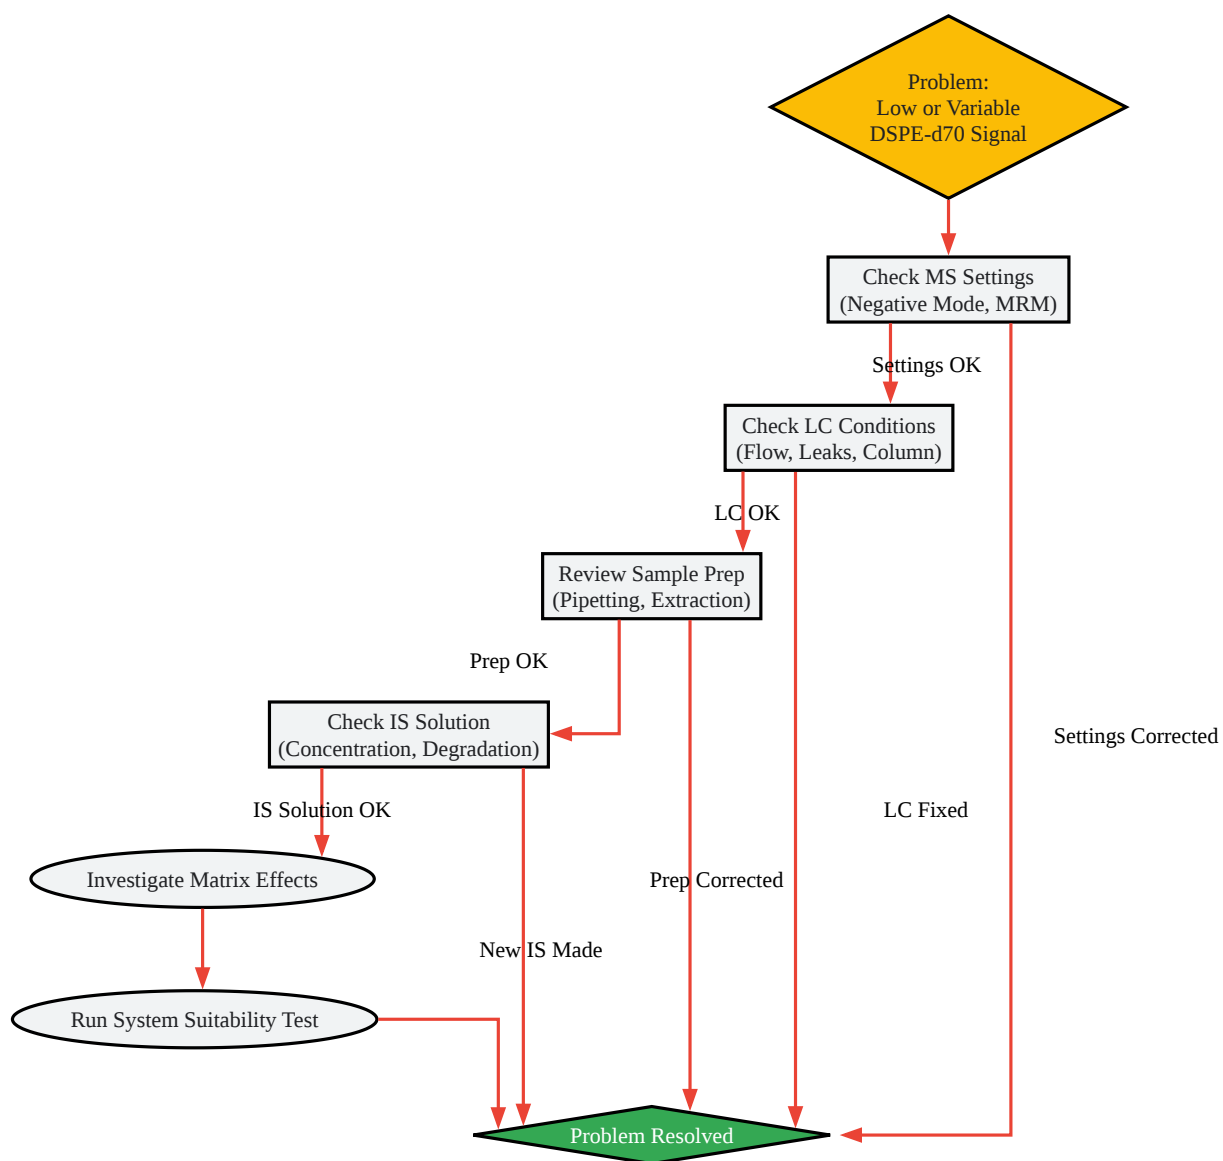 Problem:
Low or Variable
DSPE-d70 Signal
Check MS Settings
(Negative Mode, MRM)
Settings OK
Check LC Conditions
(Flow, Leaks, Column)
LC OK
Review Sample Prep
(Pipetting, Extraction)
Prep OK
Check IS Solution
(Concentration, Degradation)
Settings Corrected
IS Solution OK
LC Fixed
Investigate Matrix Effects
Prep Corrected
New IS Made
Run System Suitability Test
Problem Resolved